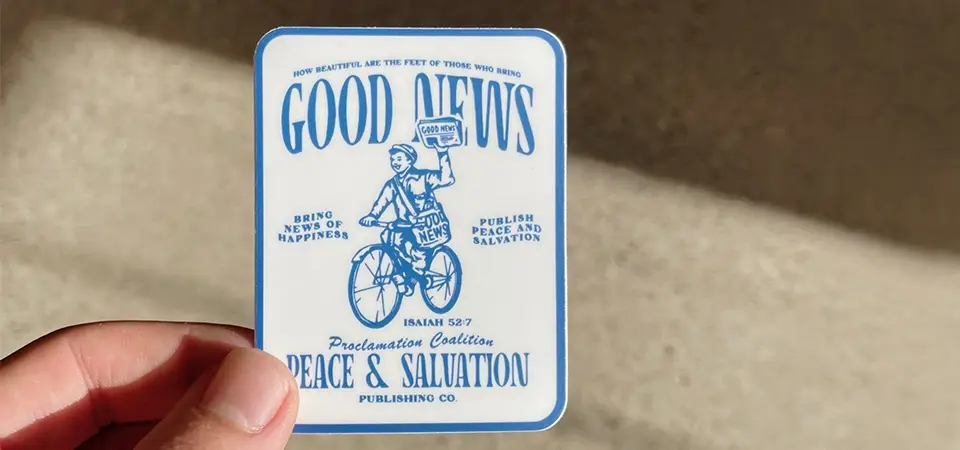 HOW BEAUTIFUL ARE THE FEET OF THOSE WHO BRING
GOOD NEWS
GOOD NEWS
BRING
NEWS OF
HAPPINESS
GOOD
NEWS
PUBLISH
PEACE AND
SALVATION
ISAIAH 52:7
Proclamation Coalition
PEACE & SALVATION
PUBLISHING CO.